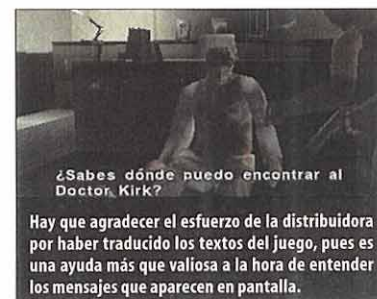 ¿Sabes dónde puedo encontrar al
Doctor Kirk?
Hay que agradecer el esfuerzo de la distribuidora
por haber traducido los textos del juego, pues es
una ayuda más que valiosa a la hora de entender
los mensajes que aparecen en pantalla.